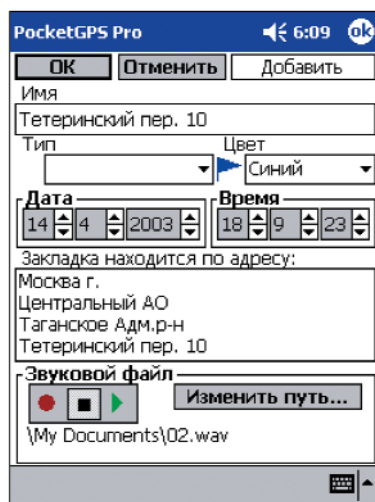 PocketGPS Pro 6:09 ok
OK Отменить Добавить
Имя
Тетеринский пер. 10
Тип Цвет
Синий
Дата Время
14 4 2003 18 9 23
Закладка находится по адресу:
Москва г.
Центральный АО
Таганское Адм.р-н
Тетеринский пер. 10
Звуковой файл
Изменить путь...
\My Documents\02.wav